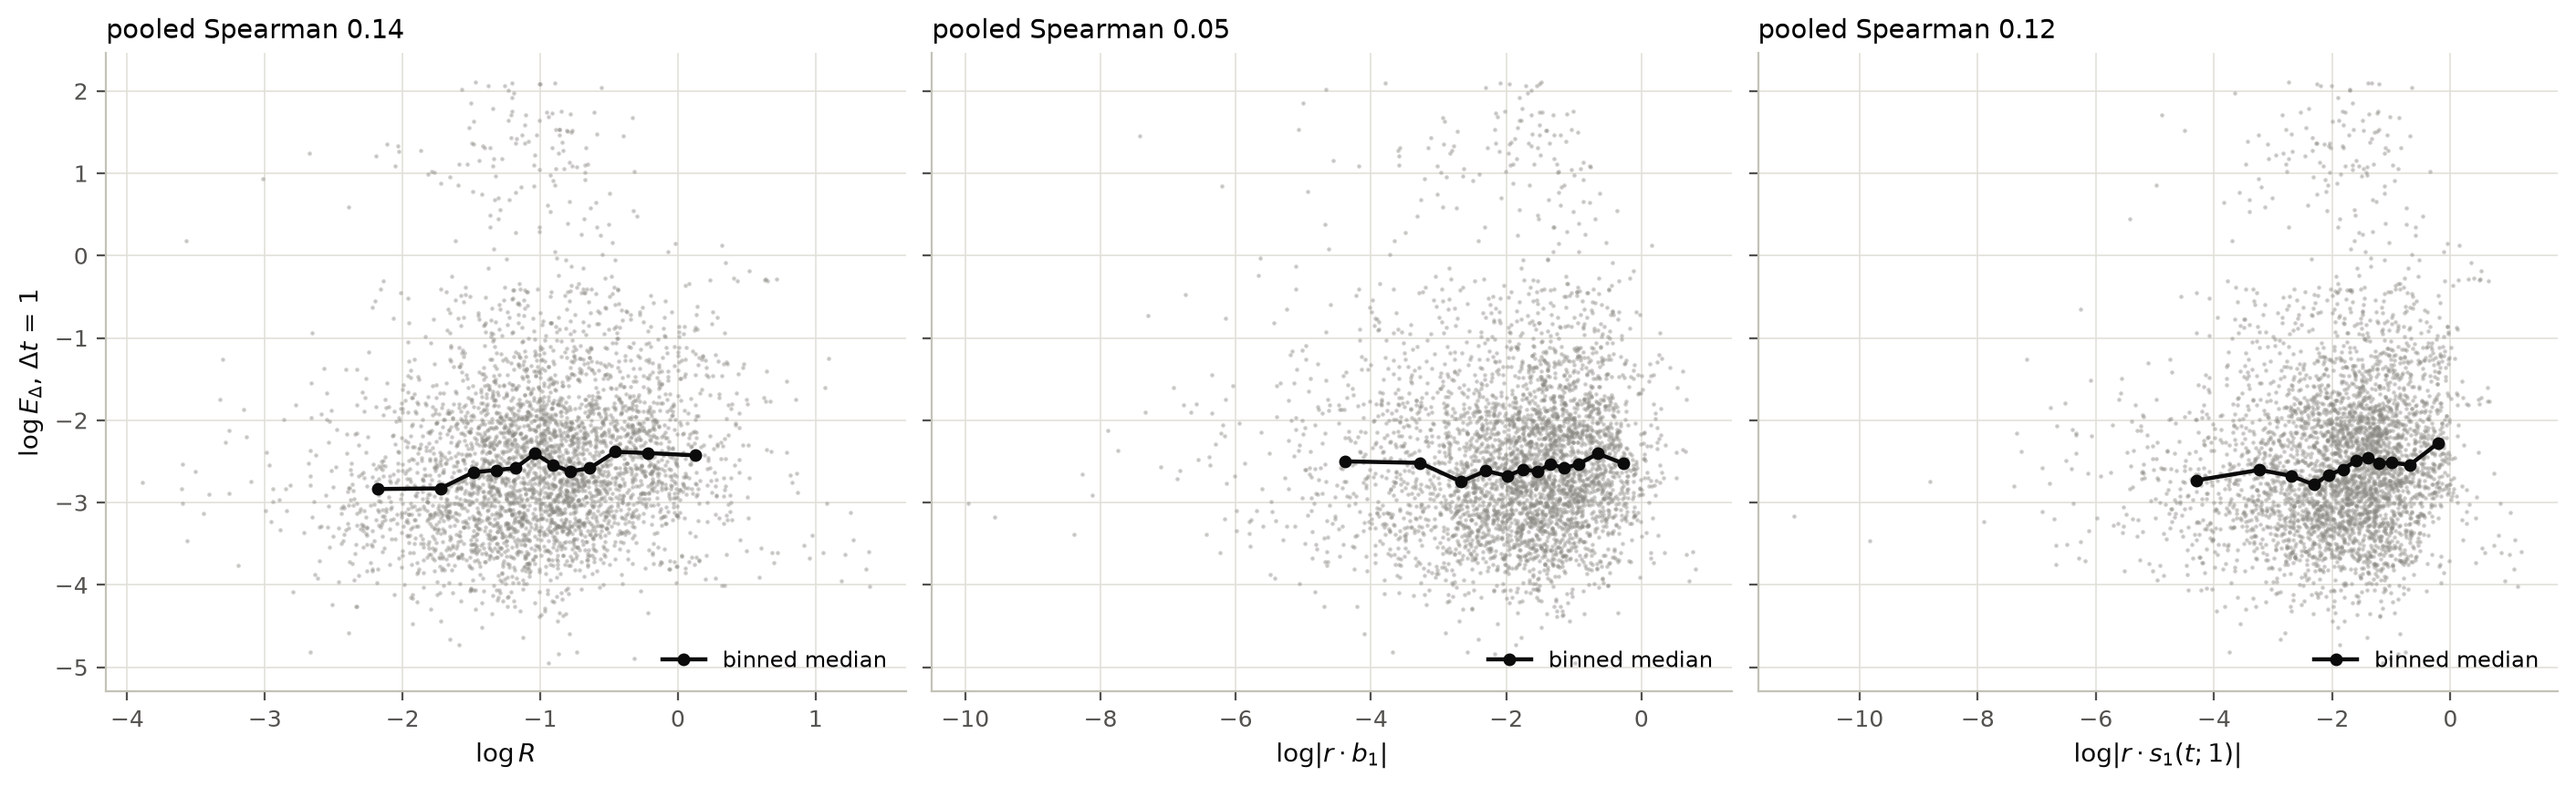 pooled Spearman 0.14
pooled Spearman 0.05
pooled Spearman 0.12
log E_Δ, Δt = 1
2
1
0
−1
−2
−3
−4
−5
binned median
binned median
binned median
−4 −3 −2 −1 0 1
−10 −8 −6 −4 −2 0
−10 −8 −6 −4 −2 0
log R
log|r · b₁|
log|r · s₁(t; 1)|